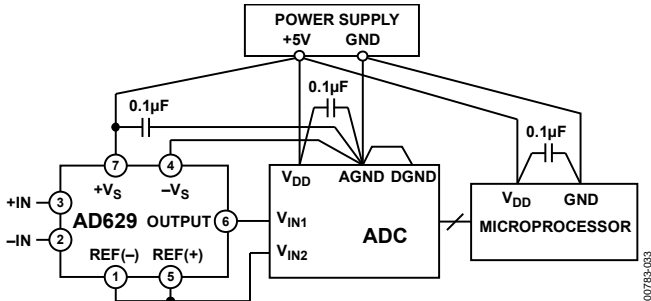 POWER SUPPLY
+5V GND
0.1µF
0.1µF
0.1µF
7 4
+VS –VS
VDD AGND DGND
VDD GND
+IN 3
AD629 OUTPUT 6
VIN1
ADC
MICROPROCESSOR
–IN 2
REF(–) REF(+)
VIN2
1 5
00783-033